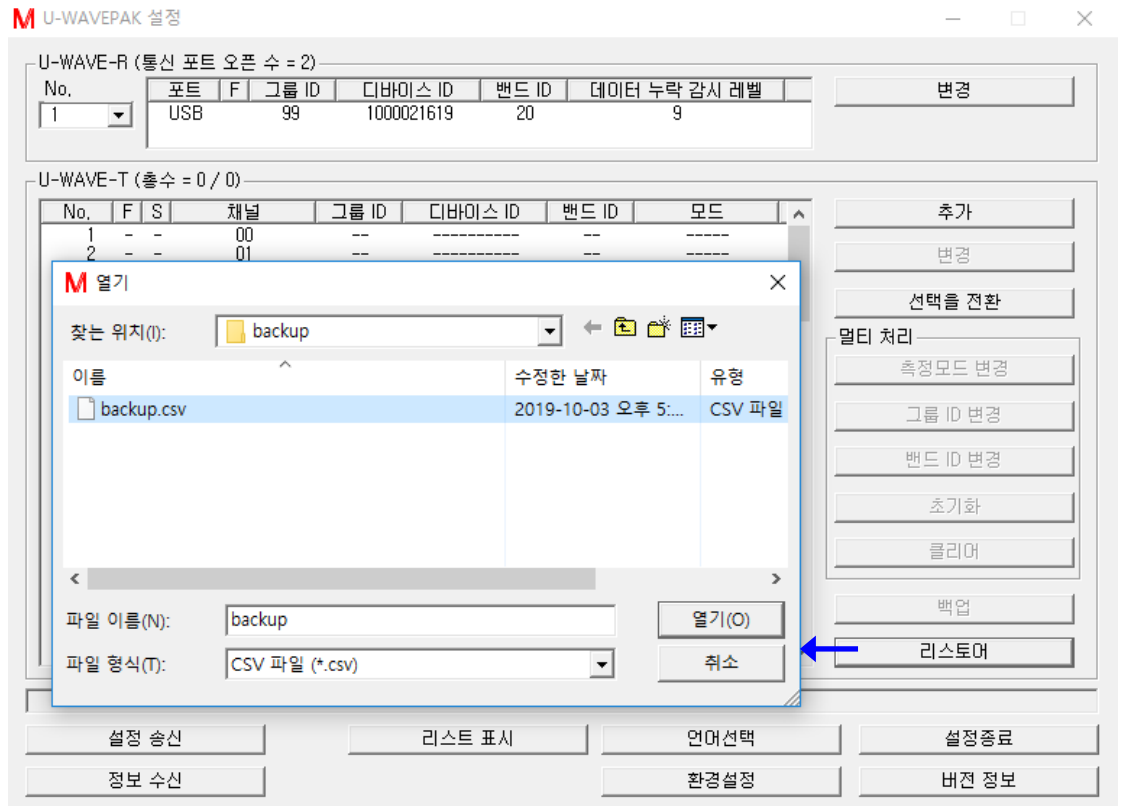 M U-WAVEPAK 설정
U-WAVE-R (통신 포트 오픈 수 = 2)
No. 포트 F 그룹 ID 디바이스 ID 밴드 ID 데이터 누락 감시 레벨 변경
1 USB 99 1000021619 20 9
U-WAVE-T (총수 = 0 / 0)
No. F S 채널 그룹 ID 디바이스 ID 밴드 ID 모드 추가
1 - - 00 -- ---------- -- -----
2 - - 01 -- ---------- -- -----
변경
M 열기
선택을 전환
찾는 위치(I): backup
멀티 처리
이름 수정한 날짜 유형
측정모드 변경
backup.csv 2019-10-03 오후 5:... CSV 파일
그룹 ID 변경
밴드 ID 변경
초기화
클리어
파일 이름(N): backup 열기(O)
백업
파일 형식(T): CSV 파일 (*.csv) 취소
리스토어
설정 송신 리스트 표시 언어선택 설정종료
정보 수신 환경설정 버전 정보